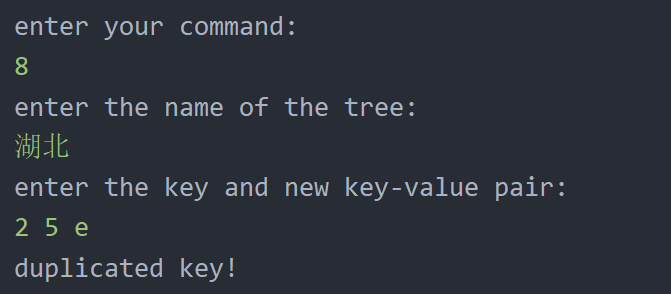 enter your command:
8
enter the name of the tree:
湖北
enter the key and new key-value pair:
2 5 e
duplicated key!